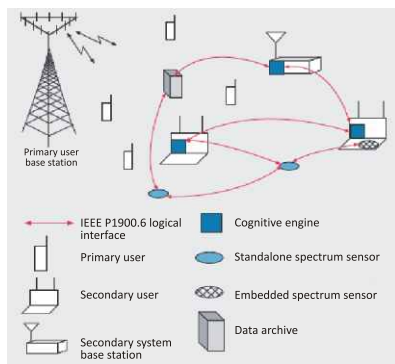 Primary user
base station
IEEE P1900.6 logical
interface
Cognitive engine
Primary user
Standalone spectrum sensor
Secondary user
Embedded spectrum sensor
Data archive
Secondary system
base station